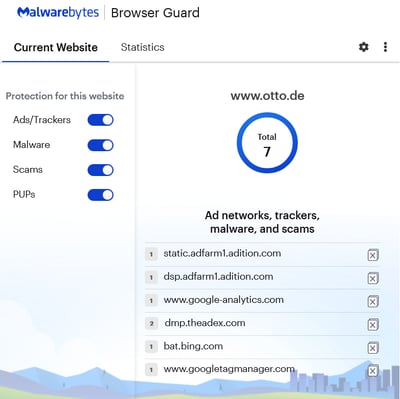 Malwarebytes | Browser Guard
Current Website Statistics
Protection for this website
Ads/Trackers
Malware
Scams
PUPs
www.otto.de
Total
7
Ad networks, trackers,
malware, and scams
1 static.adfarm1.adition.com
1 dsp.adfarm1.adition.com
1 www.google-analytics.com
2 dmp.theadex.com
1 bat.bing.com
1 www.googletagmanager.com